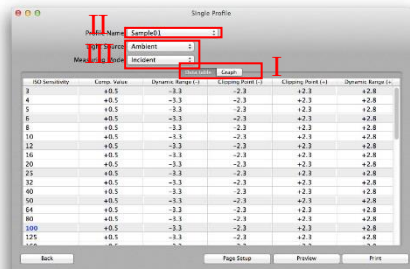 Single Profile
II
Profile Name: Sample01
Ambient
III
Measuring Mode: Incident
I
Data Table Graph
ISO Sensitivity Comp. Value Dynamic Range (-) Clipping Point (-) Clipping Point (+) Dynamic Range (+)
3 +0.5 -3.3 -2.3 +2.3 +2.8
4 +0.5 -3.3 -2.3 +2.3 +2.8
5 +0.5 -3.3 -2.3 +2.3 +2.8
6 +0.5 -3.3 -2.3 +2.3 +2.8
8 +0.5 -3.3 -2.3 +2.3 +2.8
10 +0.5 -3.3 -2.3 +2.3 +2.8
12 +0.5 -3.3 -2.3 +2.3 +2.8
16 +0.5 -3.3 -2.3 +2.3 +2.8
20 +0.5 -3.3 -2.3 +2.3 +2.8
25 +0.5 -3.3 -2.3 +2.3 +2.8
32 +0.5 -3.3 -2.3 +2.3 +2.8
40 +0.5 -3.3 -2.3 +2.3 +2.8
50 +0.5 -3.3 -2.3 +2.3 +2.8
64 +0.5 -3.3 -2.3 +2.3 +2.8
80 +0.5 -3.3 -2.3 +2.3 +2.8
100 +0.5 -3.3 -2.3 +2.3 +2.8
125 +0.5 -3.3 -2.3 +2.3 +2.8
Back Page Setup Preview Print